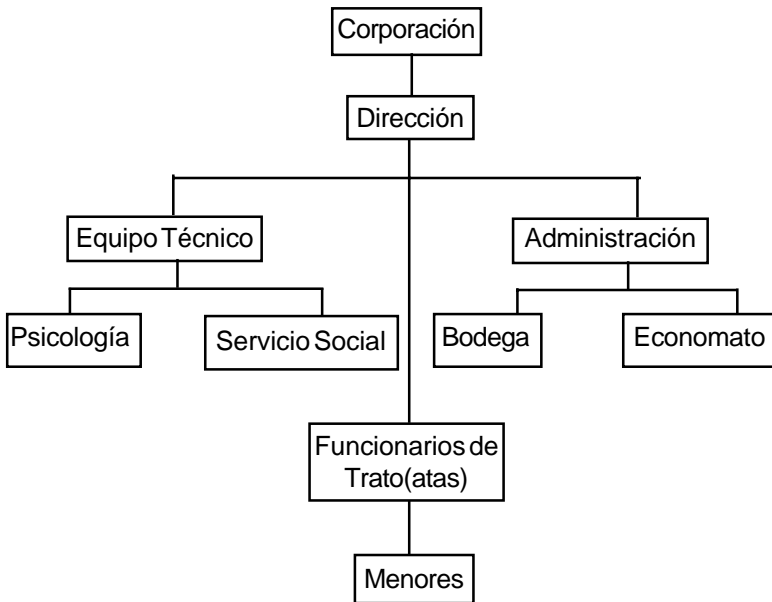 Corporación
Dirección
Equipo Técnico
Administración
Psicología
Servicio Social
Bodega
Economato
Funcionarios de
Trato(atas)
Menores